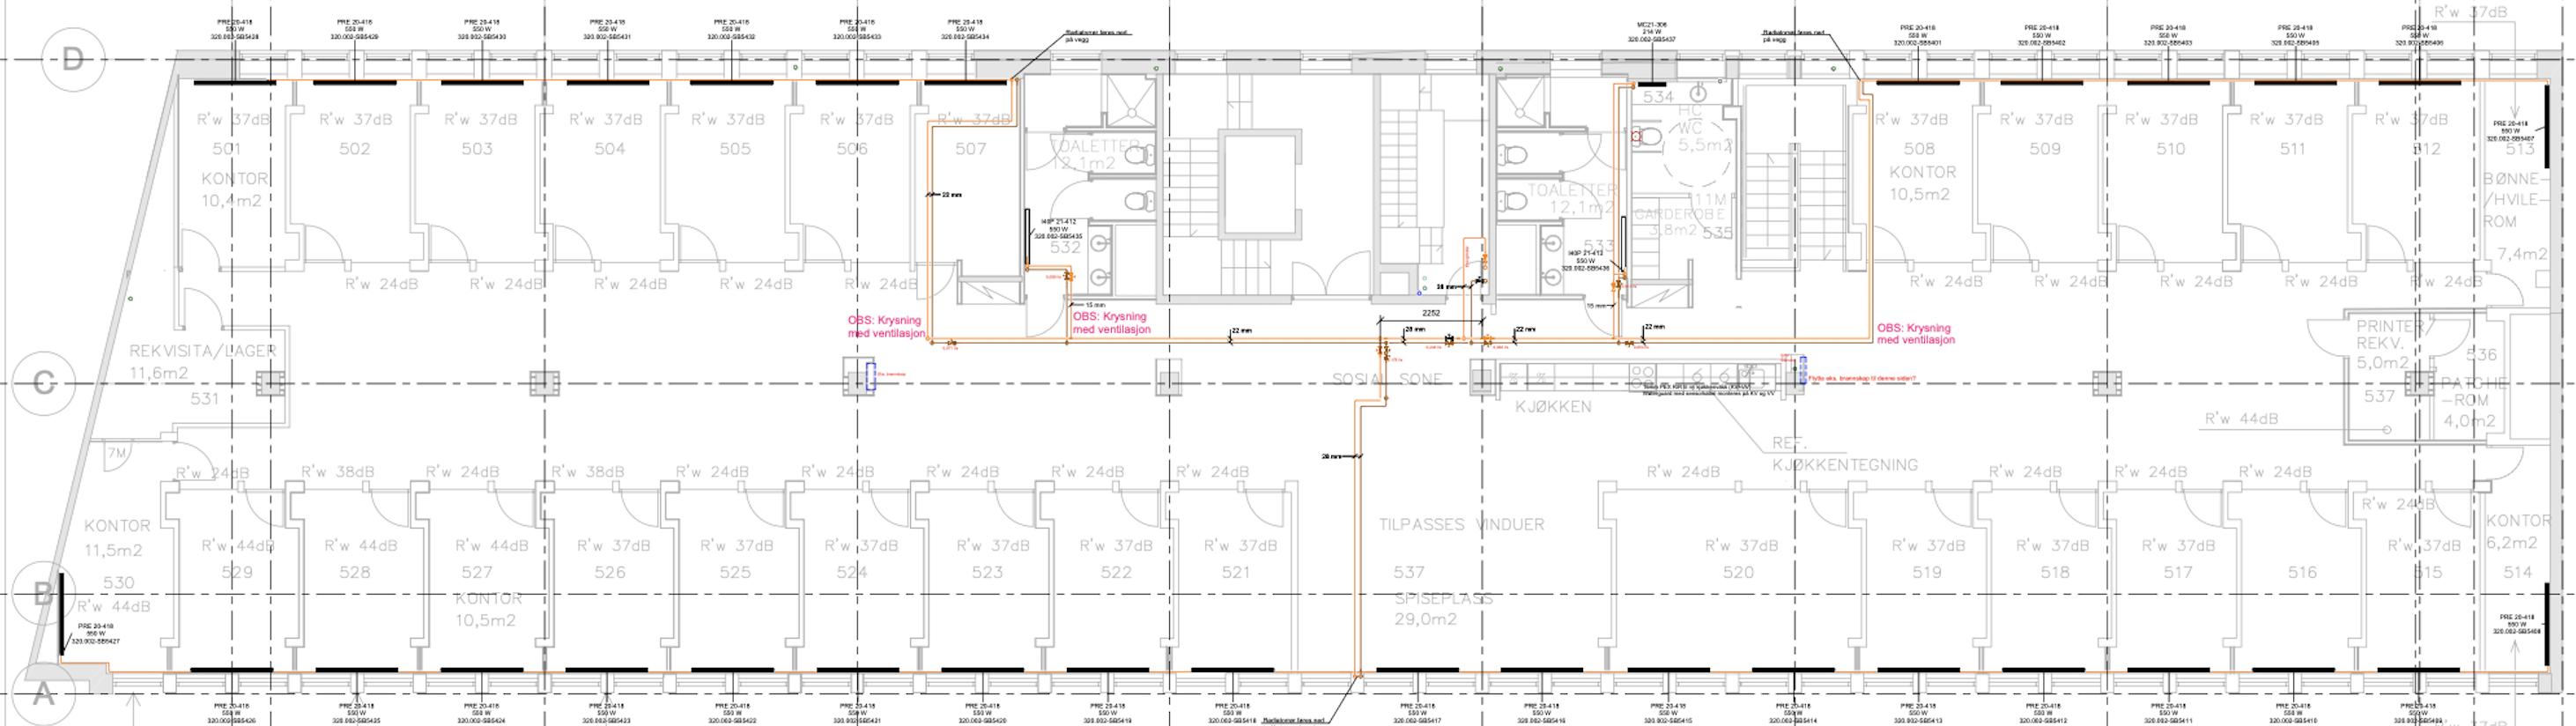 PRE 20-418
550 W
320.002-SB5428
PRE 20-418
550 W
320.002-SB5429
PRE 20-418
550 W
320.002-SB5430
PRE 20-418
550 W
320.002-SB5431
PRE 20-418
550 W
320.002-SB5432
PRE 20-418
550 W
320.002-SB5433
PRE 20-418
550 W
320.002-SB5434
Radiatorrør føres ned
på vegg
MC21-306
214 W
320.002-SB5437
Radiatorrør føres ned
på vegg
PRE 20-418
550 W
320.002-SB5401
PRE 20-418
550 W
320.002-SB5402
PRE 20-418
550 W
320.002-SB5403
PRE 20-418
550 W
320.002-SB5405
PRE 20-418
550 W
320.002-SB5406
R'w 37dB
D
R'w 37dB
501
KONTOR
10,4m2
R'w 37dB
502
R'w 37dB
503
R'w 37dB
504
R'w 37dB
505
R'w 37dB
506
R'w 37dB
507
TOALETTER
12,1m2
534
HC
WC
5,5m2
TOALETTER
12,1m2
11M
GARDEROBE
3,8m2
535
R'w 37dB
508
KONTOR
10,5m2
R'w 37dB
509
R'w 37dB
510
R'w 37dB
511
R'w 37dB
512
PRE 20-418
550 W
320.002-SB5407
513
BØNNE-
/HVILE-
ROM
7,4m2
22 mm
H6P 21-412
550 W
320.002-SB5435
532
533
H6P 21-412
550 W
320.002-SB5436
R'w 24dB
R'w 24dB
R'w 24dB
R'w 24dB
R'w 24dB
R'w 24dB
R'w 24dB
R'w 24dB
R'w 24dB
15 mm
28 mm
15 mm
OBS: Krysning
med ventilasjon
OBS: Krysning
med ventilasjon
2252
22 mm
28 mm
22 mm
22 mm
OBS: Krysning
med ventilasjon
REKVISITA/LAGER
11,6m2
531
PRINTER/
REKV.
5,0m2
536
PATCHE
-ROM
4,0m2
537
C
SOSIAL SONE
KJØKKEN
Flytte eks. brannskap til denne siden?
R'w 44dB
REF.
KJØKKENTEGNING
28 mm
7M
R'w 24dB
R'w 38dB
R'w 24dB
R'w 38dB
R'w 24dB
R'w 24dB
R'w 24dB
R'w 24dB
R'w 24dB
R'w 24dB
R'w 24dB
R'w 24dB
R'w 24dB
R'w 24dB
KONTOR
11,5m2
530
R'w 44dB
R'w 44dB
529
R'w 44dB
528
R'w 44dB
527
KONTOR
10,5m2
R'w 37dB
526
R'w 37dB
525
R'w 37dB
524
R'w 37dB
523
R'w 37dB
522
R'w 37dB
521
TILPASSES VINDUER
537
SPISEPLASS
29,0m2
R'w 37dB
520
R'w 37dB
519
R'w 37dB
518
R'w 37dB
517
516
R'w 37dB
515
KONTOR
6,2m2
514
B
PRE 20-418
550 W
320.002-SB5427
PRE 20-418
550 W
320.002-SB5408
A
PRE 20-418
550 W
320.002-SB5426
PRE 20-418
550 W
320.002-SB5425
PRE 20-418
550 W
320.002-SB5424
PRE 20-418
550 W
320.002-SB5423
PRE 20-418
550 W
320.002-SB5422
PRE 20-418
550 W
320.002-SB5421
PRE 20-418
550 W
320.002-SB5420
PRE 20-418
550 W
320.002-SB5419
PRE 20-418
550 W
320.002-SB5418
Radiatorrør føres ned
PRE 20-418
550 W
320.002-SB5417
PRE 20-418
550 W
320.002-SB5416
PRE 20-418
550 W
320.002-SB5415
PRE 20-418
550 W
320.002-SB5414
PRE 20-418
550 W
320.002-SB5413
PRE 20-418
550 W
320.002-SB5412
PRE 20-418
550 W
320.002-SB5411
PRE 20-418
550 W
320.002-SB5410
PRE 20-418
550 W